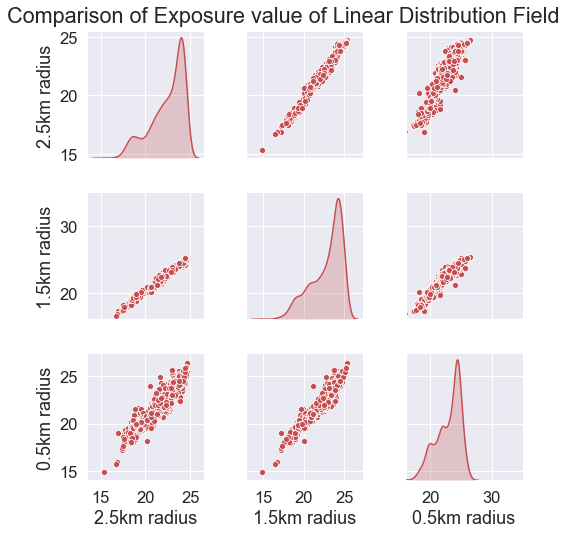 Comparison of Exposure value of Linear Distribution Field
25
20
15
2.5km radius
30
20
1.5km radius
25
20
15
0.5km radius
15 20 25 15 20 25 20 30
2.5km radius 1.5km radius 0.5km radius